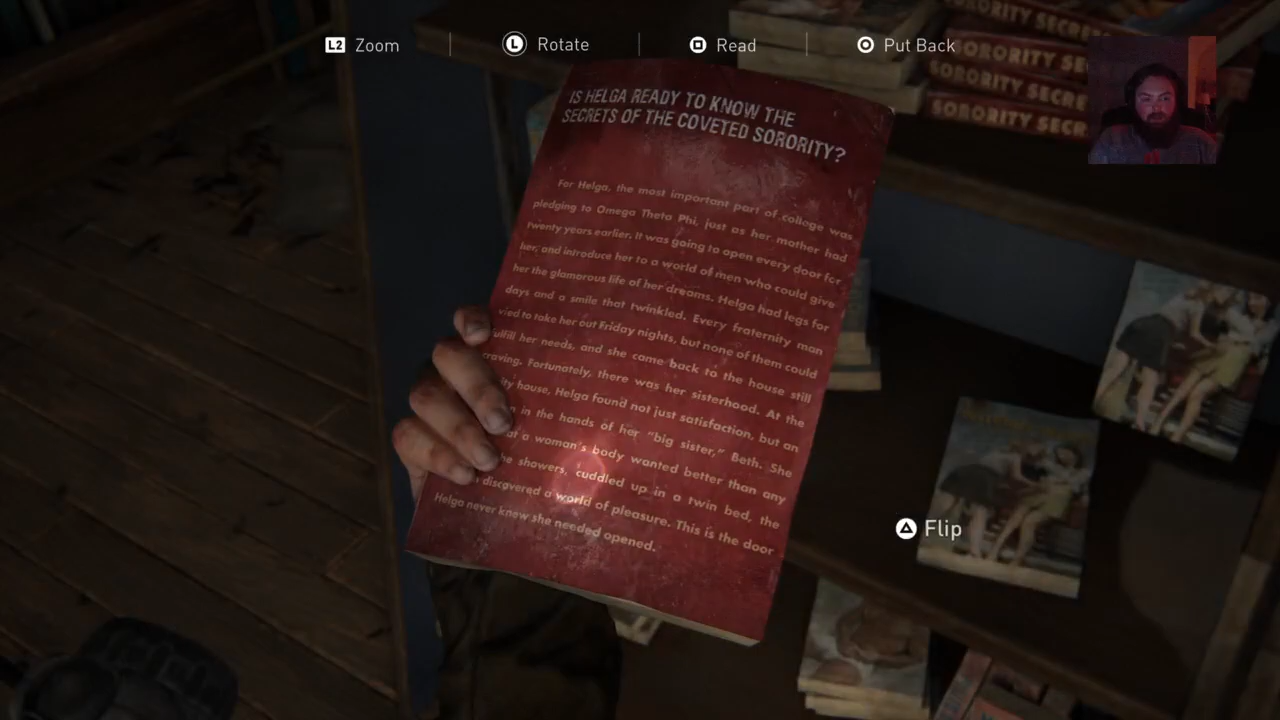 L2 Zoom
L Rotate
Read
Put Back
SORORITY SECRE
SORORITY SECRE
SORORITY SECR
IS HELGA READY TO KNOW THE
SECRETS OF THE COVETED SORORITY?
For Helga, the most important part of college was
pledging to Omega Theta Phi, just as her mother had
twenty years earlier. It was going to open every door for
her, and introduce her to a world of men who could give
her the glamorous life of her dreams. Helga had legs for
days and a smile that twinkled. Every fraternity man
vied to take her out Friday nights, but none of them could
fulfill her needs, and she came back to the house still
craving. Fortunately, there was her sisterhood. At the
house, Helga found not just satisfaction, but an
in the hands of her "big sister," Beth. She
a woman's body wanted better than any
showers, cuddled up in a twin bed, the
discovered a world of pleasure. This is the door
Helga never knew she needed opened.
Flip